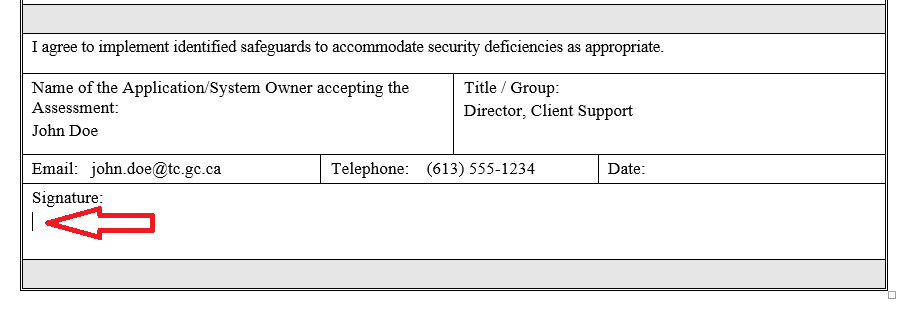 I agree to implement identified safeguards to accommodate security deficiencies as appropriate.
Name of the Application/System Owner accepting the
Assessment:
John Doe
Title / Group:
Director, Client Support
Email: john.doe@tc.gc.ca
Telephone: (613) 555-1234
Date:
Signature: